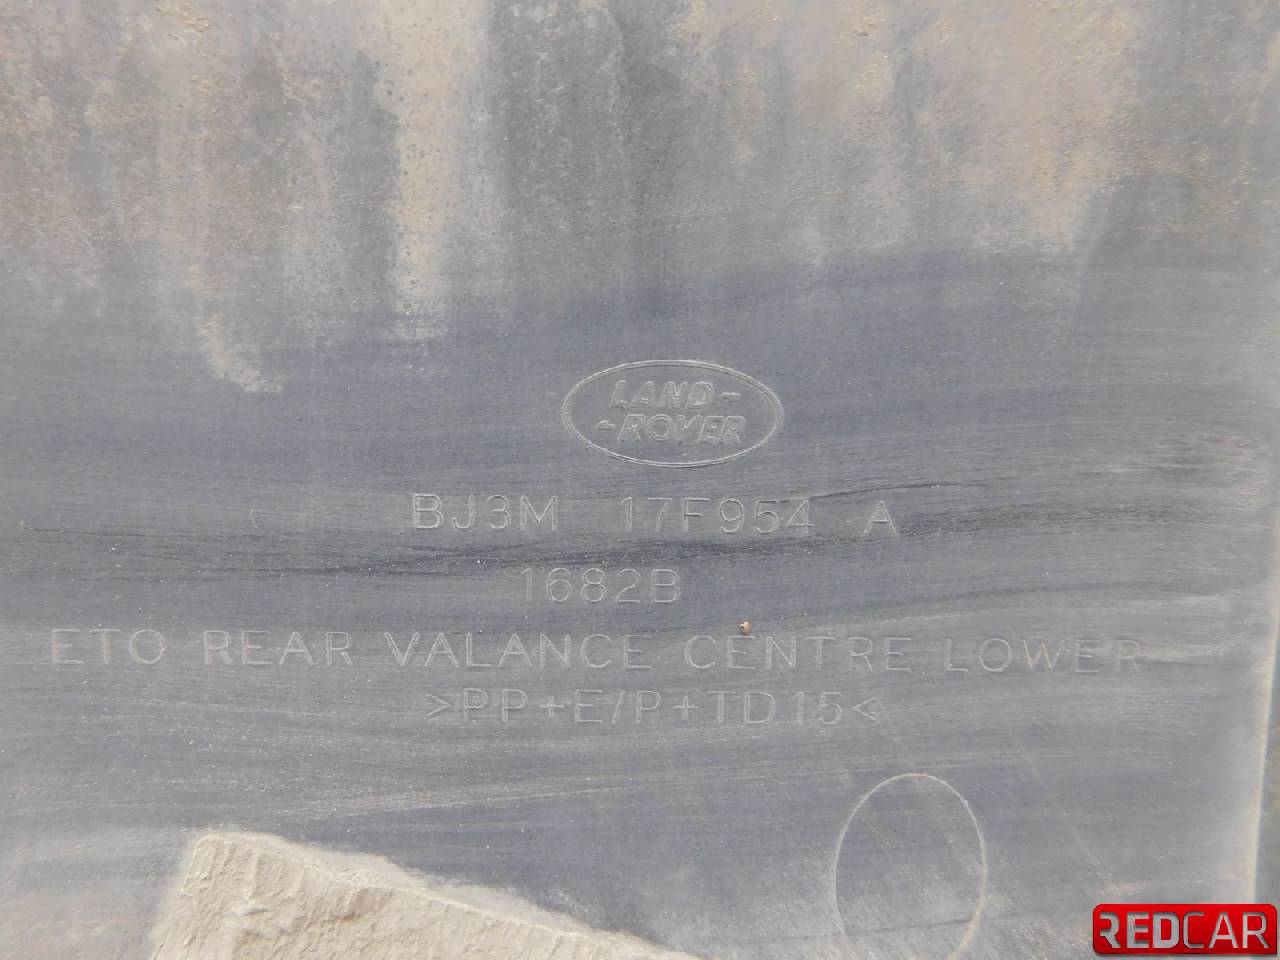 LAND-
-ROVER
BJ3M 17F954 A
1682B
ETO REAR VALANCE CENTRE LOWER
>PP+E/P+TD15<
REDCAR